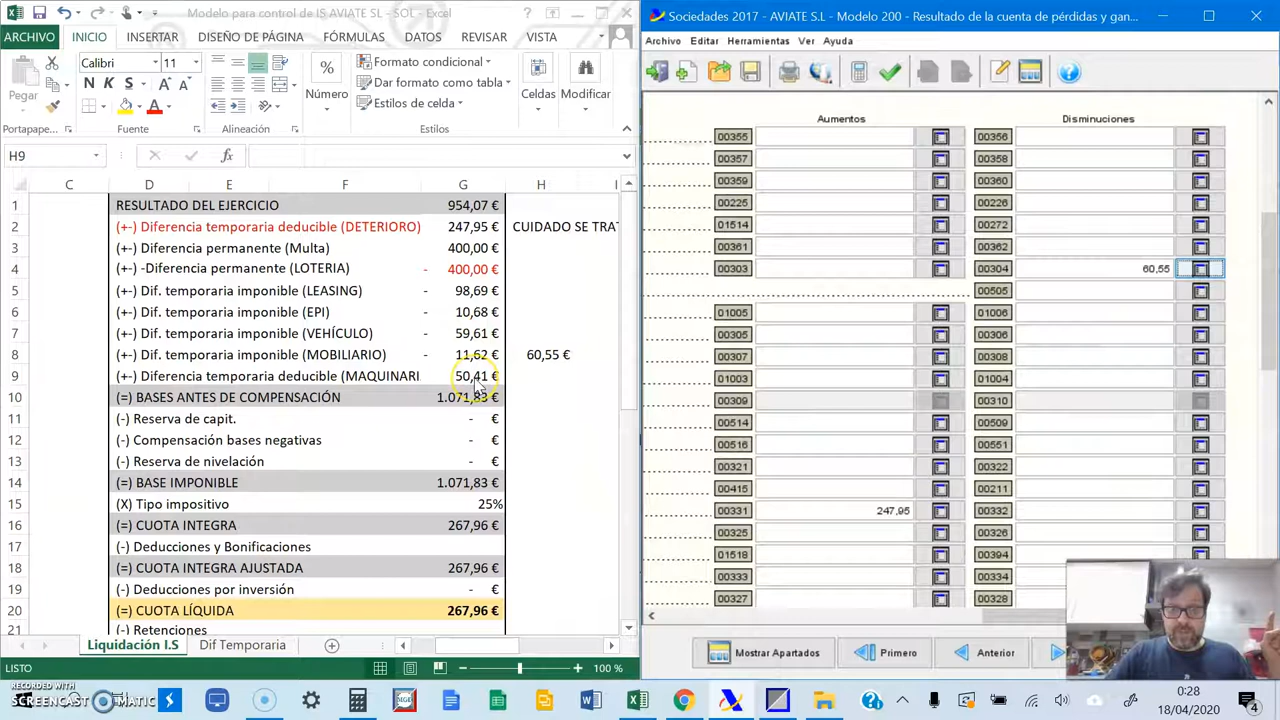 Modelo para control de IS AVIATE SL - SOL - Excel
ARCHIVO INICIO INSERTAR DISEÑO DE PÁGINA FÓRMULAS DATOS REVISAR VISTA
Pegar
Calibri 11
N K S
Número
Formato condicional
Dar formato como tabla
Estilos de celda
Celdas
Modificar
Portapape... Fuente Alineación Estilos
H9
C D E F G H I
1 RESULTADO DEL EJERCICIO 954,07 €
2 (+-) Diferencia temporaria deducible (DETERIORO) 247,95 € CUIDADO SE TRA
3 (+-) Diferencia permanente (Multa) 400,00 €
4 (+-) -Diferencia permanente (LOTERIA) - 400,00 €
5 (+-) Dif. temporaria imponible (LEASING) - 98,69 €
6 (+-) Dif. temporaria imponible (EPI) - 10,68 €
7 (+-) Dif. temporaria imponible (VEHÍCULO) - 59,61 €
8 (+-) Dif. temporaria imponible (MOBILIARIO) - 11,62 € 60,55 €
9 (+-) Diferencia temporaria deducible (MAQUINARI 50,41 €
10 (=) BASES ANTES DE COMPENSACIÓN 1.071,83 €
11 (-) Reserva de capit. - €
12 (-) Compensación bases negativas - €
13 (-) Reserva de nivelación - €
14 (=) BASE IMPONIBLE 1.071,83 €
15 (X) Tipo impositivo 25%
16 (=) CUOTA INTEGRA 267,96 €
17 (-) Deducciones y Bonificaciones
18 (=) CUOTA INTEGRA AJUSTADA 267,96 €
19 (-) Deducciones por inversión - €
20 (=) CUOTA LÍQUIDA 267,96 €
21 (-) Retenciones
Liquidación I.S Dif Temporaria
LISTO 100 %
Sociedades 2017 - AVIATE S.L - Modelo 200 - Resultado de la cuenta de pérdidas y gan...
Archivo Editar Herramientas Ver Ayuda
Aumentos Disminuciones
00355 00356
00357 00358
00359 00360
00225 00226
01514 00272
00361 00362
00303 00304 60,55
00505
01005 01006
00305 00306
00307 00308
01003 01004
00309 00310
00514 00509
00516 00551
00321 00322
00415 00211
00331 247,95 00332
00325 00326
01518 00394
00333 00334
00327 00328
Mostrar Apartados Primero Anterior
RECORDED WITH
SCREENCAST MATIC
0:28
18/04/2020
4